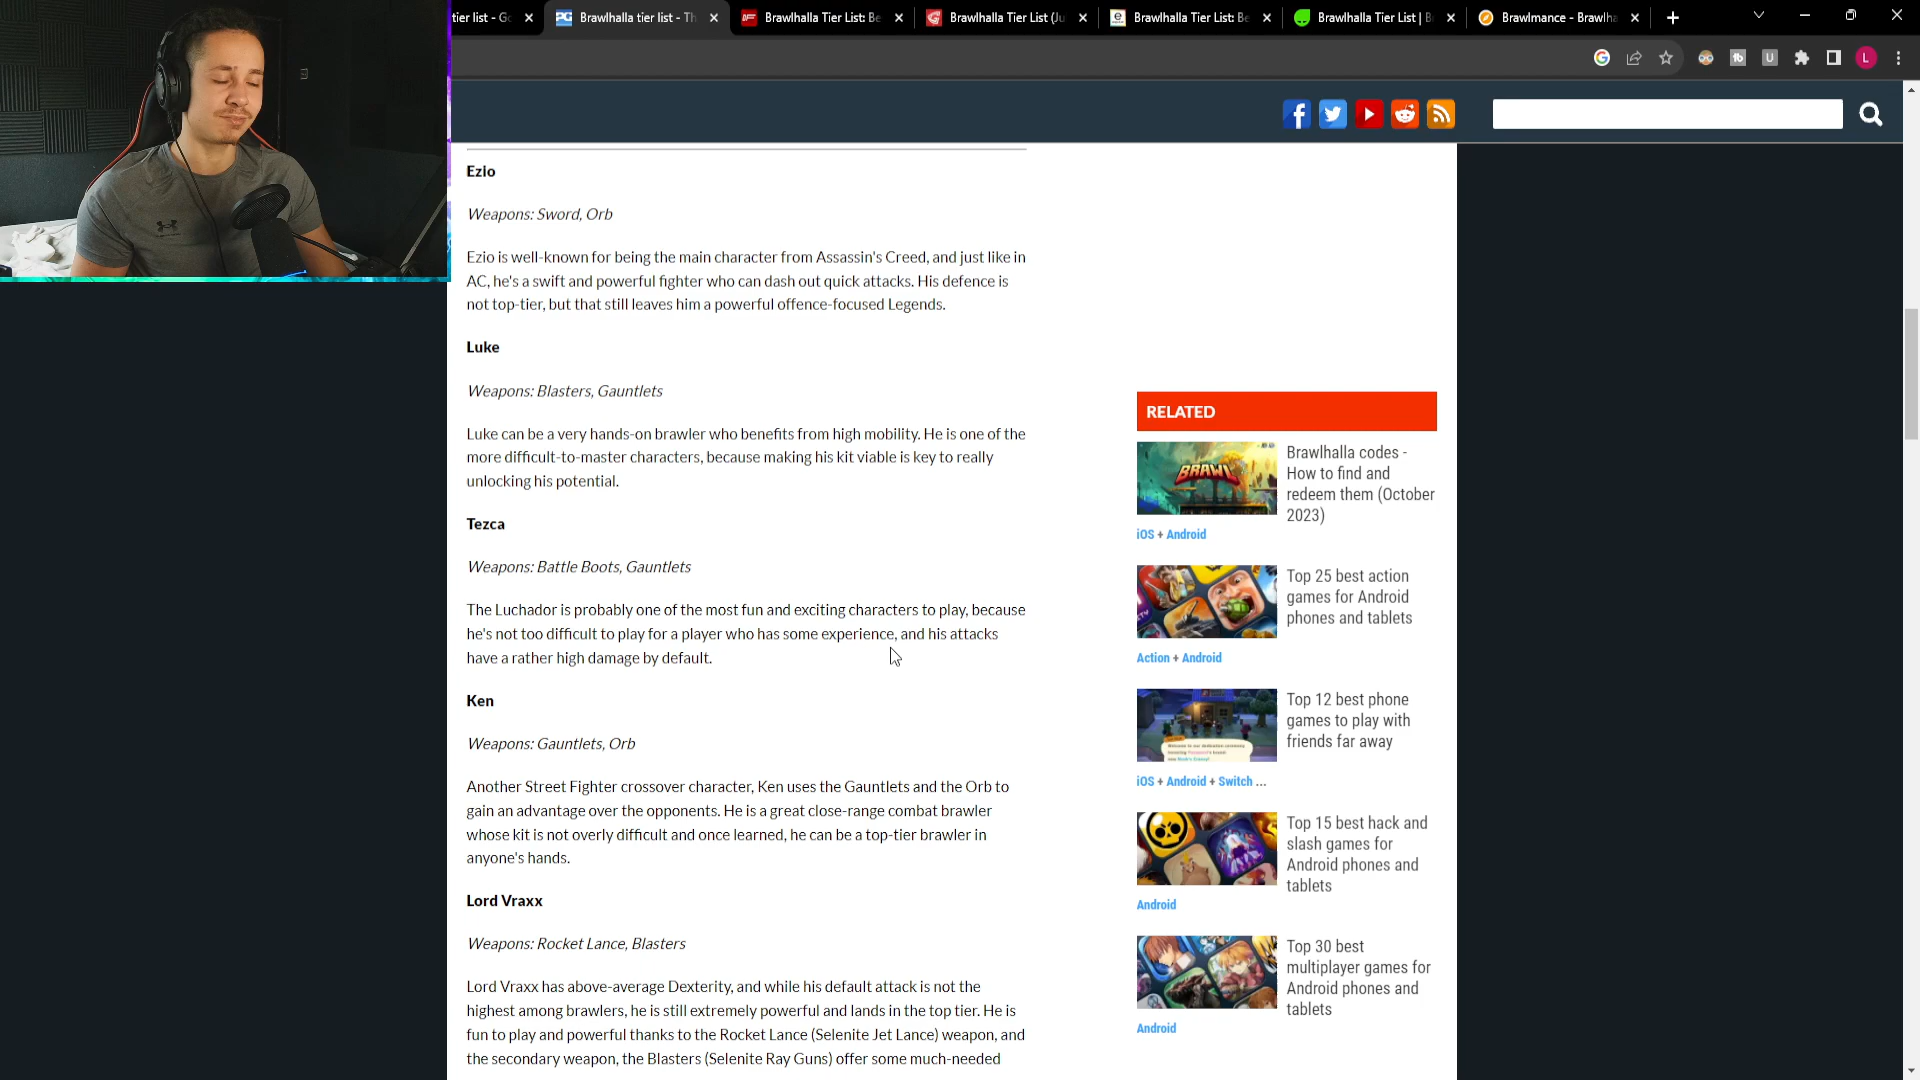 tier list - Go
Brawlhalla tier list - Th
Brawlhalla Tier List: Be
Brawlhalla Tier List (Ju
Brawlhalla Tier List: Be
Brawlhalla Tier List | B
Brawlmance - Brawlha
L
Ezio
Weapons: Sword, Orb
Ezio is well-known for being the main character from Assassin's Creed, and just like in
AC, he's a swift and powerful fighter who can dash out quick attacks. His defence is
not top-tier, but that still leaves him a powerful offence-focused Legends.
Luke
Weapons: Blasters, Gauntlets
Luke can be a very hands-on brawler who benefits from high mobility. He is one of the
more difficult-to-master characters, because making his kit viable is key to really
unlocking his potential.
Tezca
Weapons: Battle Boots, Gauntlets
The Luchador is probably one of the most fun and exciting characters to play, because
he's not too difficult to play for a player who has some experience, and his attacks
have a rather high damage by default.
Ken
Weapons: Gauntlets, Orb
Another Street Fighter crossover character, Ken uses the Gauntlets and the Orb to
gain an advantage over the opponents. He is a great close-range combat brawler
whose kit is not overly difficult and once learned, he can be a top-tier brawler in
anyone's hands.
Lord Vraxx
Weapons: Rocket Lance, Blasters
Lord Vraxx has above-average Dexterity, and while his default attack is not the
highest among brawlers, he is still extremely powerful and lands in the top tier. He is
fun to play and powerful thanks to the Rocket Lance (Selenite Jet Lance) weapon, and
the secondary weapon, the Blasters (Selenite Ray Guns) offer some much-needed
RELATED
BRAWL
Brawlhalla codes -
How to find and
redeem them (October
2023)
iOS + Android
Top 25 best action
games for Android
phones and tablets
Action + Android
Top 12 best phone
games to play with
friends far away
iOS + Android + Switch ...
Top 15 best hack and
slash games for
Android phones and
tablets
Android
Top 30 best
multiplayer games for
Android phones and
tablets
Android